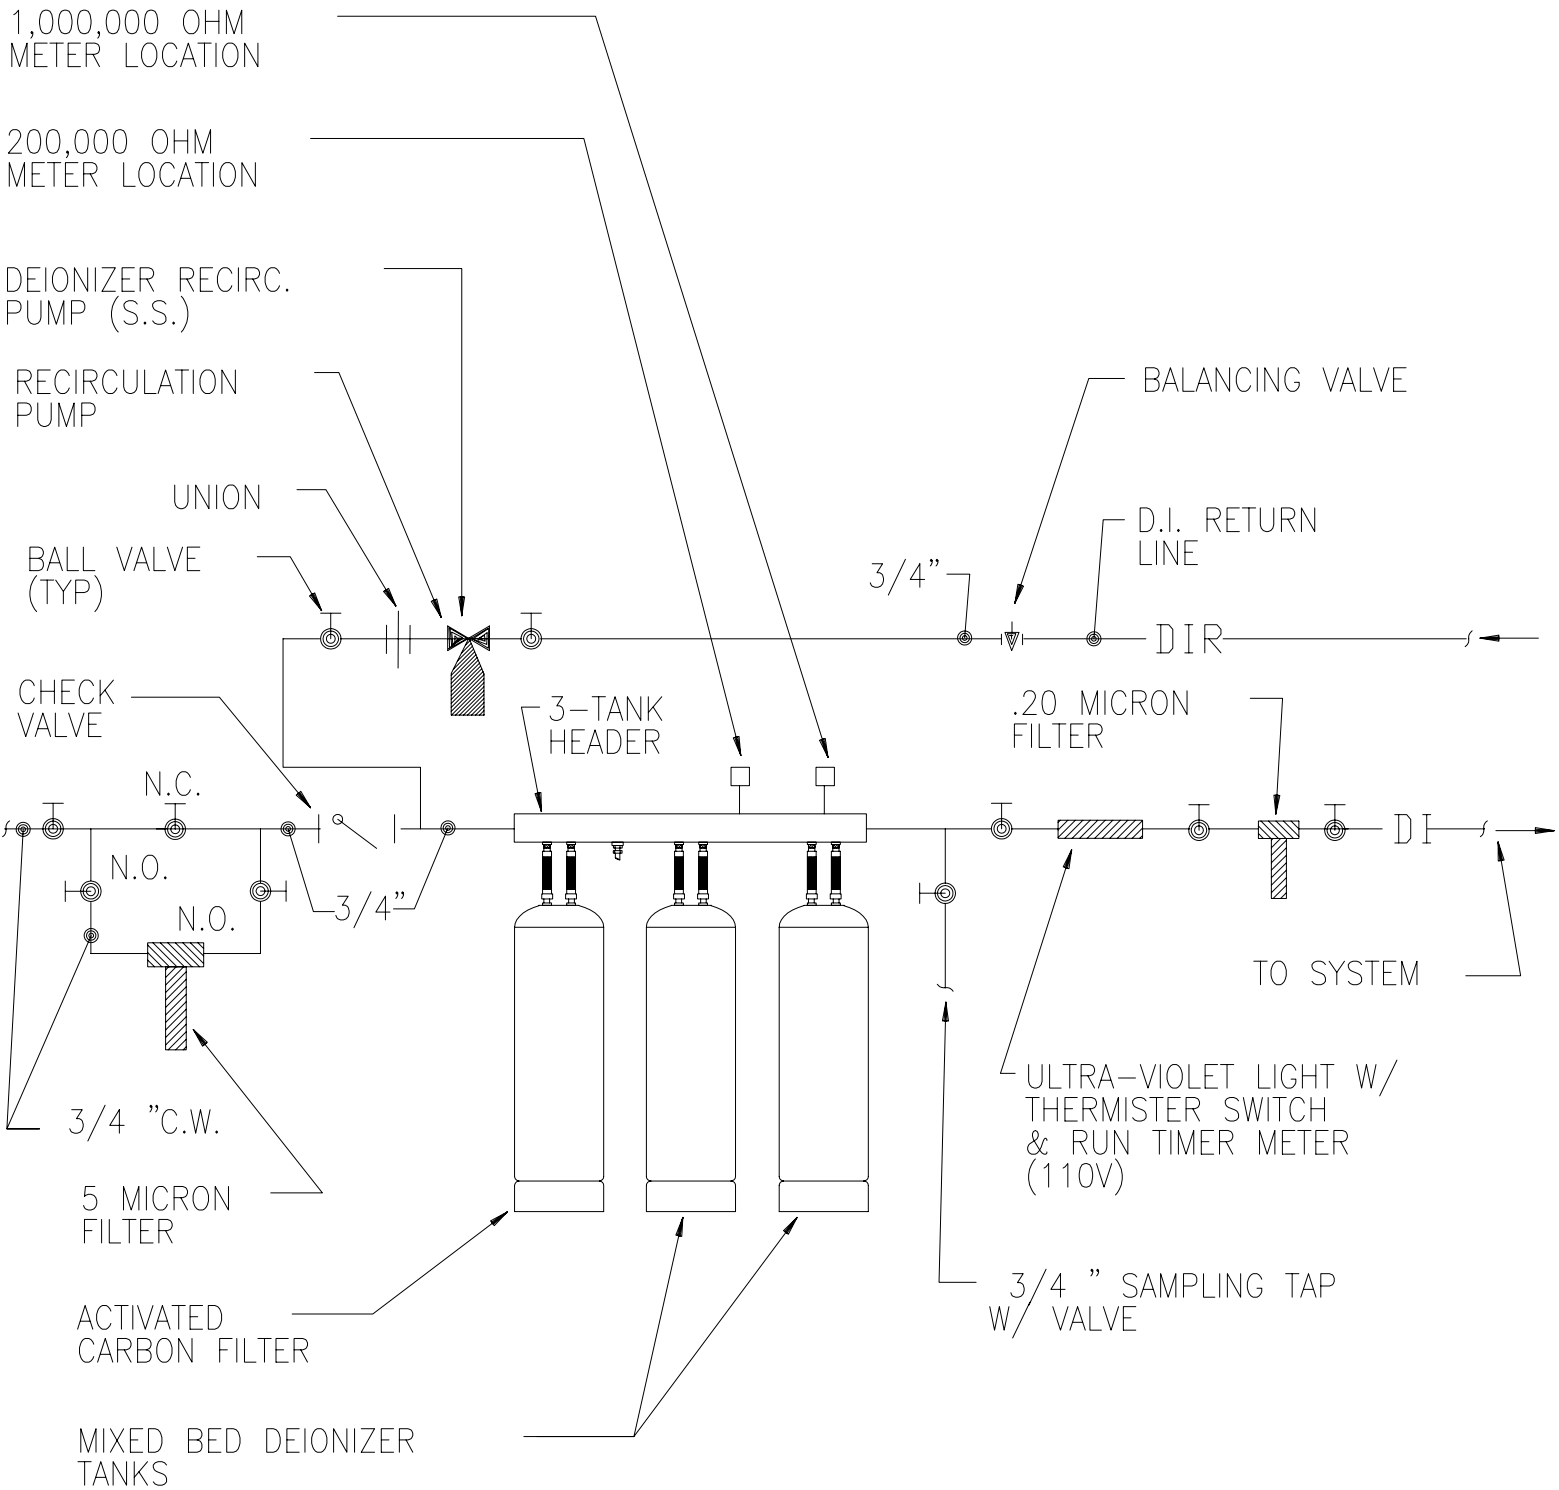 1,000,000 OHM
METER LOCATION
200,000 OHM
METER LOCATION
DEIONIZER RECIRC.
PUMP (S.S.)
RECIRCULATION
PUMP
BALANCING VALVE
UNION
D.I. RETURN
LINE
BALL VALVE
(TYP)
3/4"
DIR
CHECK
VALVE
3-TANK
HEADER
.20 MICRON
FILTER
N.C.
DI
N.O.
N.O.
3/4"
TO SYSTEM
3/4 "C.W.
ULTRA-VIOLET LIGHT W/
THERMISTER SWITCH
& RUN TIMER METER
(110V)
5 MICRON
FILTER
3/4 " SAMPLING TAP
W/ VALVE
ACTIVATED
CARBON FILTER
MIXED BED DEIONIZER
TANKS